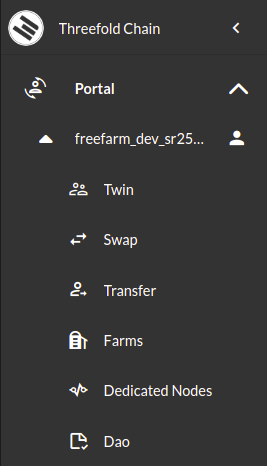 Threefold Chain
Portal
freefarm_dev_sr25...
Twin
Swap
Transfer
Farms
Dedicated Nodes
Dao